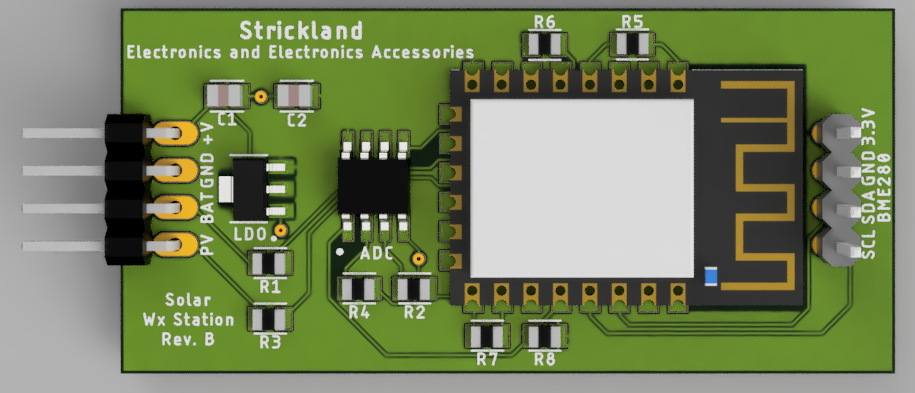 Strickland
Electronics and Electronics Accessories
R6
R5
C1
C2
+V
GND
BAT
PV
LDO
ADC
R1
R4
R2
R3
Solar
Wx Station
Rev. B
R7
R8
SCL SDA GND 3.3V
BME280